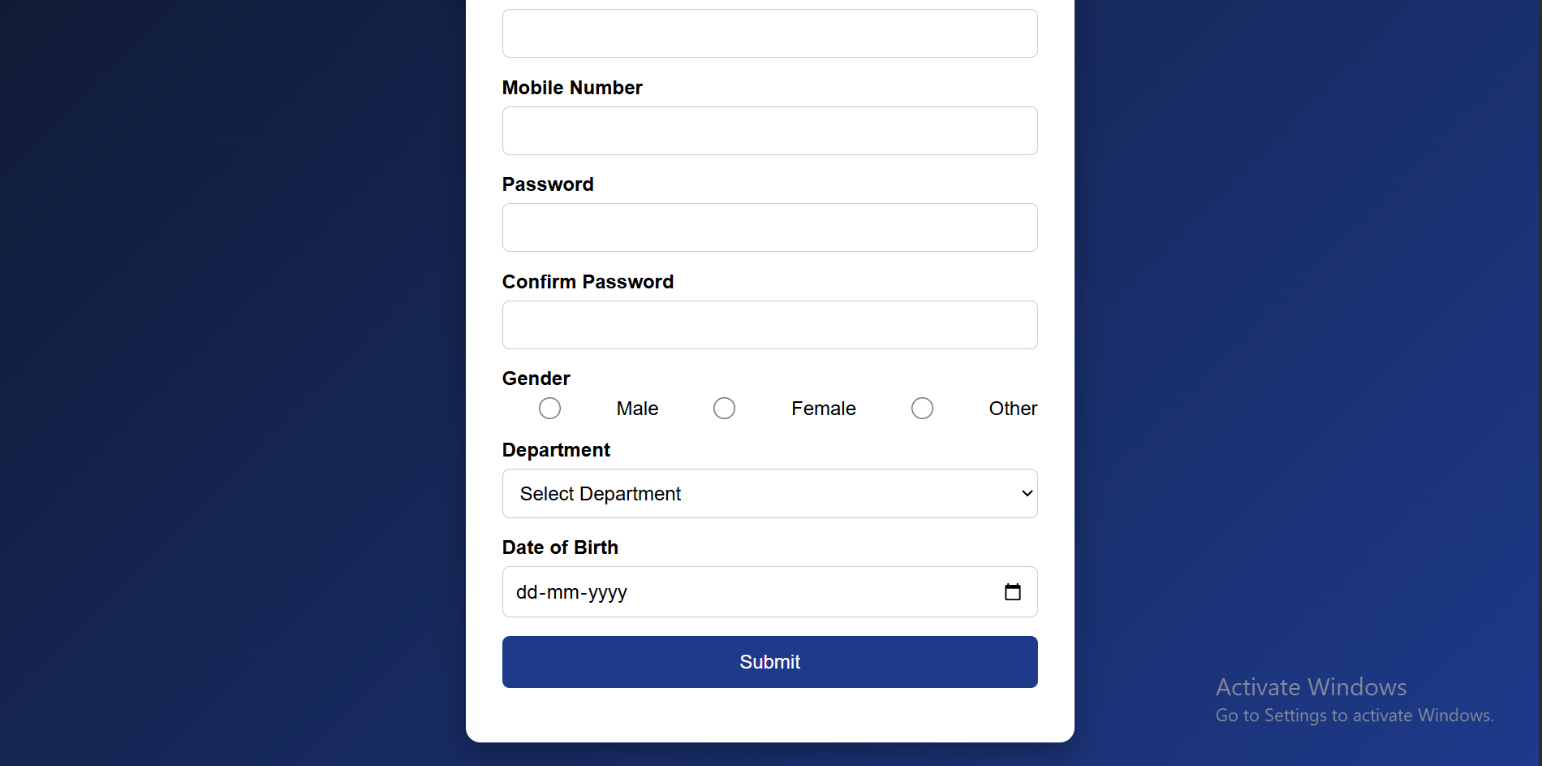 Mobile Number
Password
Confirm Password
Gender
Male Female Other
Department
Select Department
Date of Birth
dd-mm-yyyy
Submit
Activate Windows
Go to Settings to activate Windows.